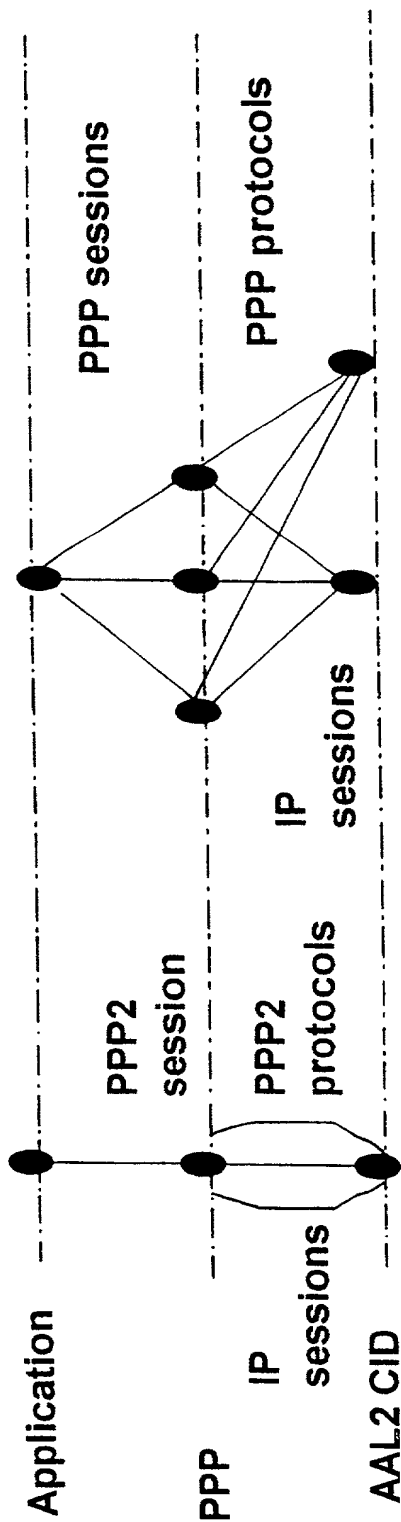 Application
PPP
AAL2 CID
IP
sessions
PPP2
session
PPP2
protocols
IP
sessions
PPP sessions
PPP protocols